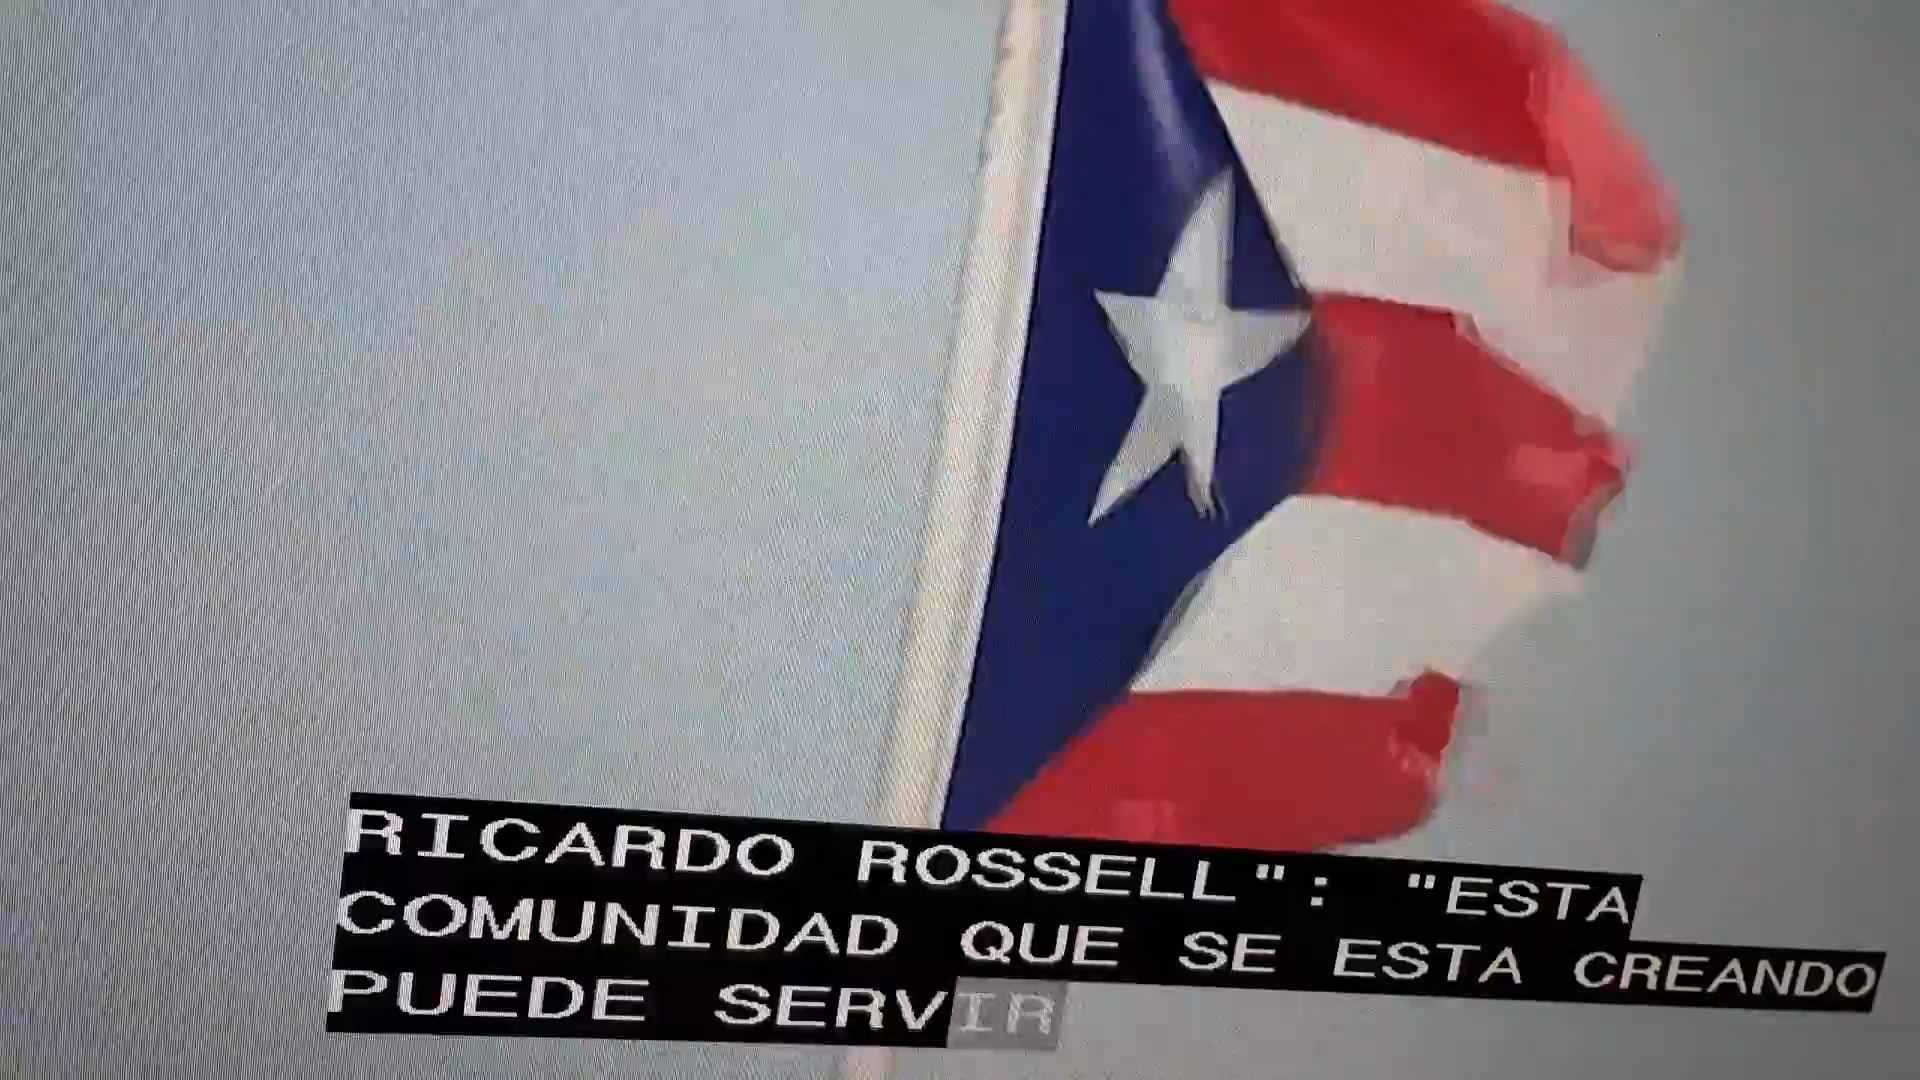 RICARDO ROSSELL": "ESTA
COMUNIDAD QUE SE ESTA CREANDO
PUEDE SERVIR